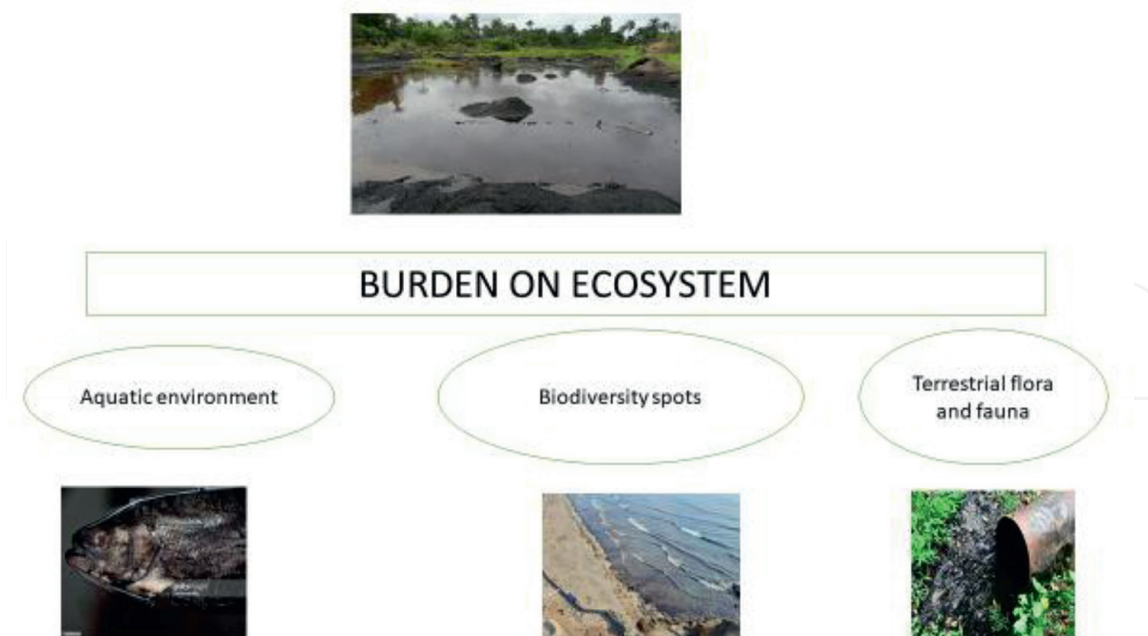 BURDEN ON ECOSYSTEM
Aquatic environment
Biodiversity spots
Terrestrial flora
and fauna